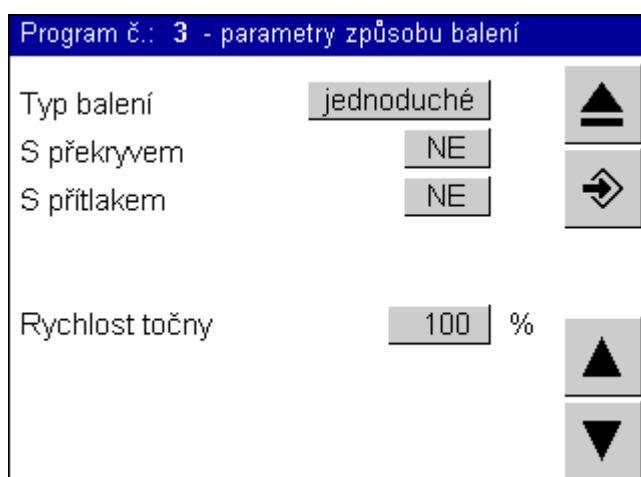 Program č.: 3 - parametry způsobu balení
Typ balení jednoduché
S překryvem NE
S přítlakem NE
Rychlost točny 100 %